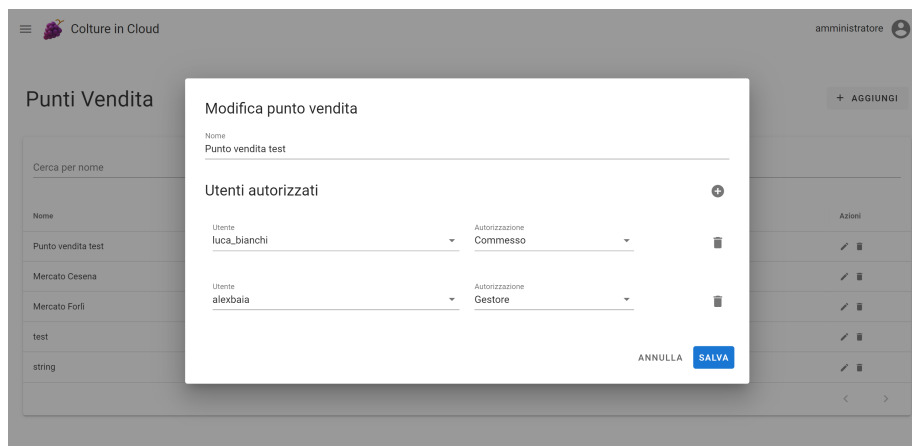 Colture in Cloud
amministratore
Punti Vendita
+ AGGIUNGI
Cerca per nome
Nome
Azioni
Punto vendita test
Mercato Cesena
Mercato Forlì
test
string
Modifica punto vendita
Nome
Punto vendita test
Utenti autorizzati
Utente
Autorizzazione
luca_bianchi
Commesso
Utente
Autorizzazione
alexbaia
Gestore
ANNULLA
SALVA